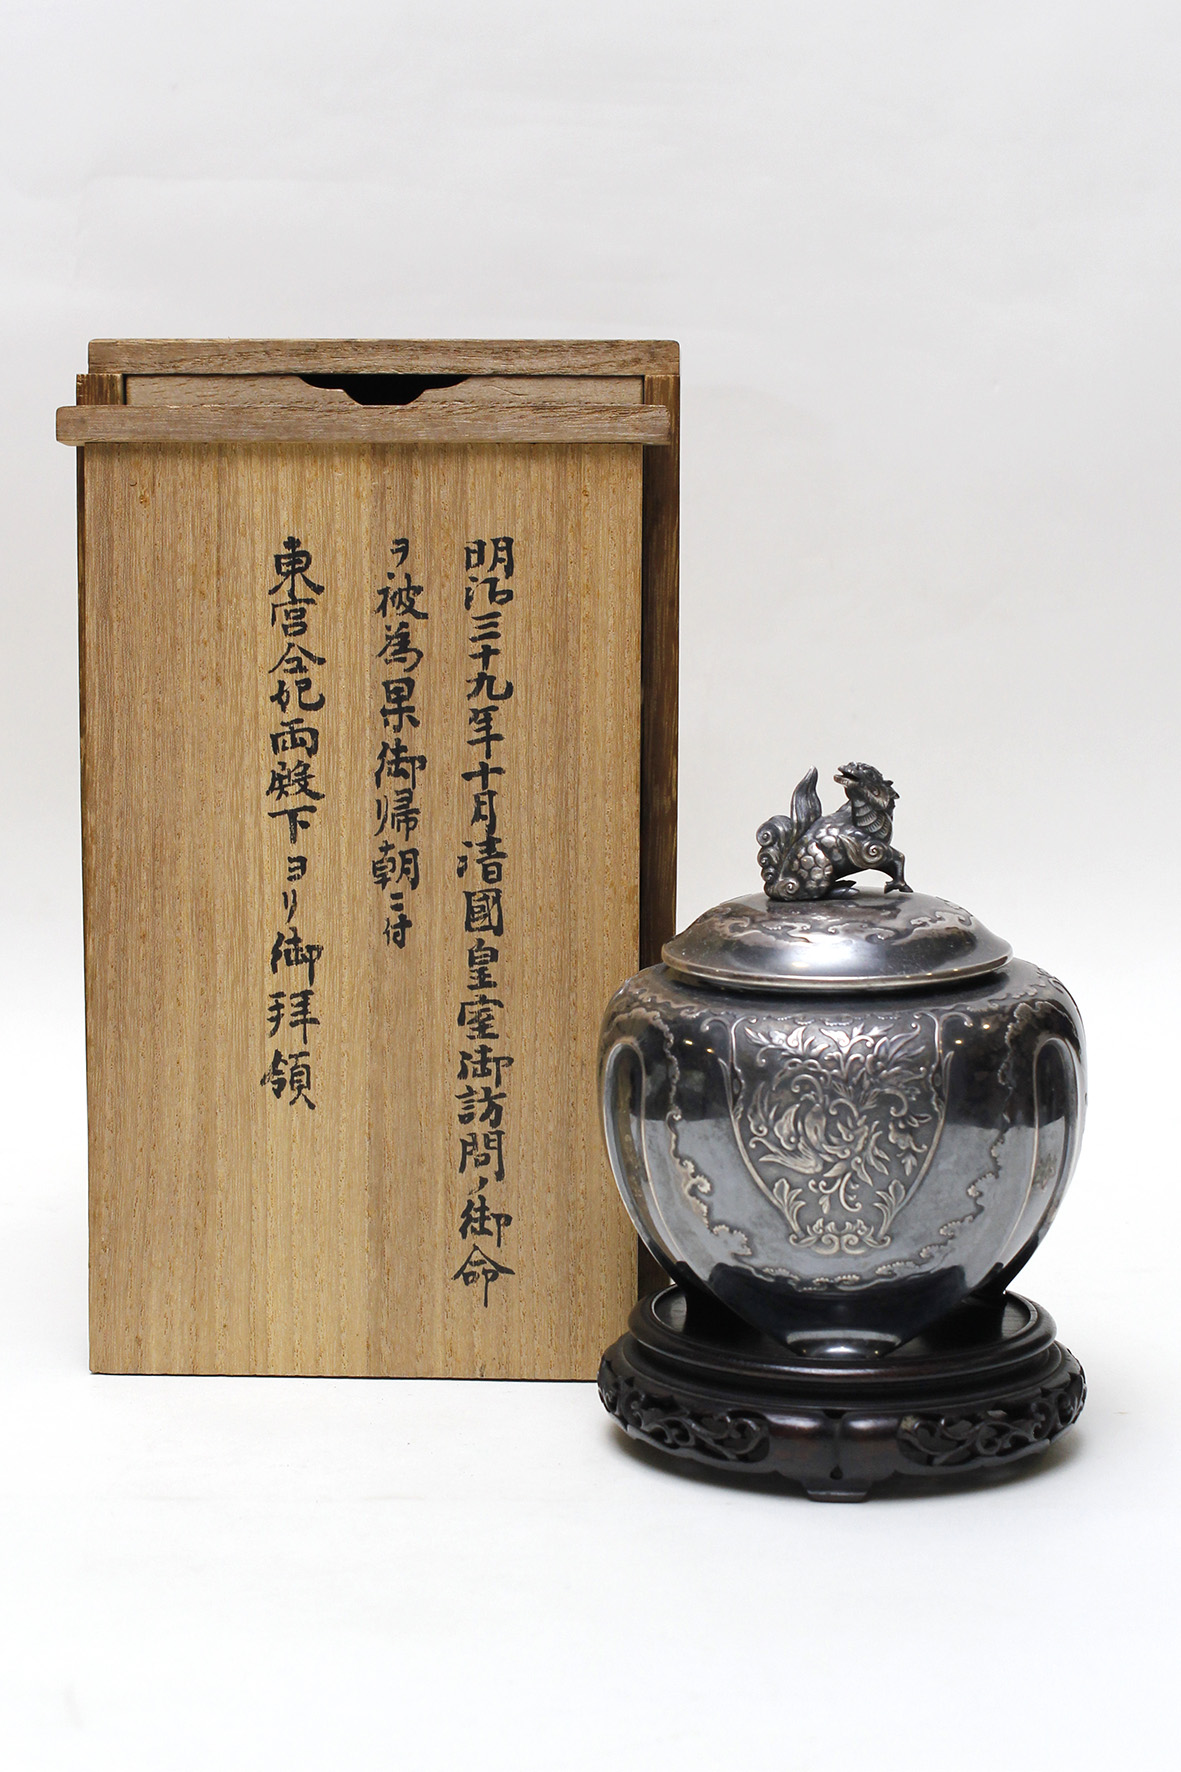 明治三十九年十月清國皇室御訪問ノ御命
ヲ被為果御帰朝ニ付
東宮仝妃両殿下ヨリ御拝領